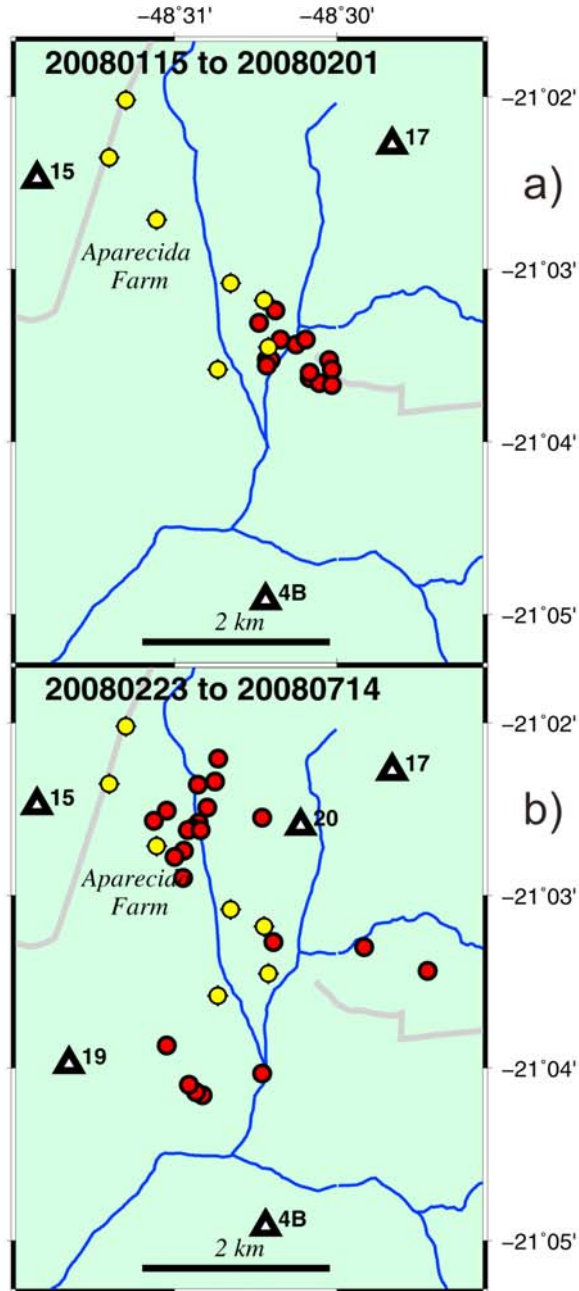 −48˚31' −48˚30'
20080115 to 20080201
−21˚02'
17
15
a)
Aparecida
Farm
−21˚03'
−21˚04'
4B
−21˚05'
2 km
20080223 to 20080714
−21˚02'
17
15
b)
20
Aparecida
Farm
−21˚03'
19
−21˚04'
4B
−21˚05'
2 km